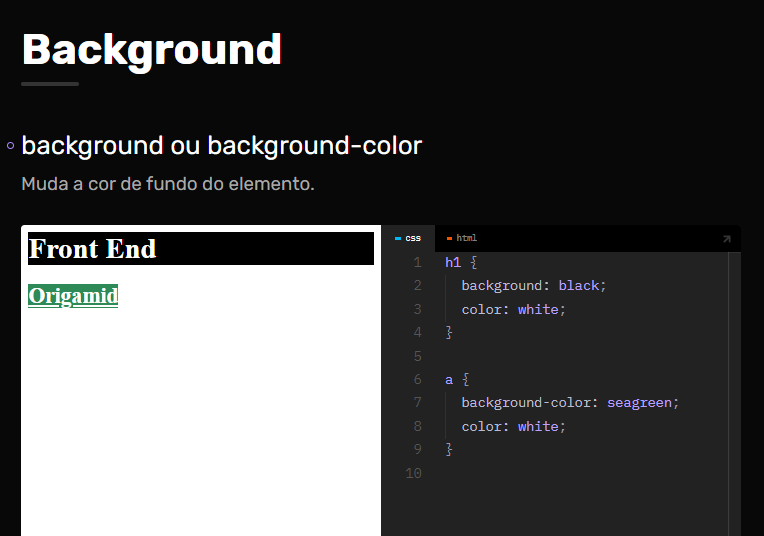 Background
background ou background-color
Muda a cor de fundo do elemento.
Front End
Origamid
css
html
1 h1 {
2 background: black;
3 color: white;
4 }
5
6 a {
7 background-color: seagreen;
8 color: white;
9 }
10